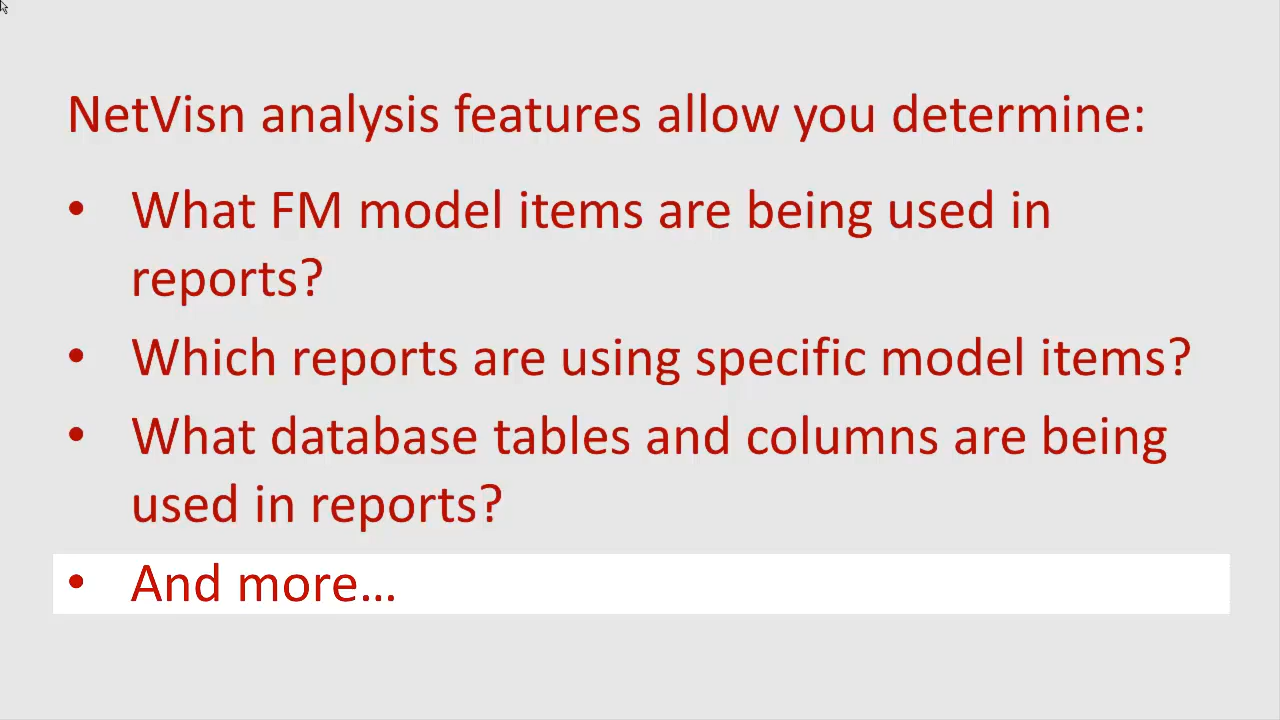 NetVisn analysis features allow you determine:
• What FM model items are being used in
reports?
• Which reports are using specific model items?
• What database tables and columns are being
used in reports?
• And more...